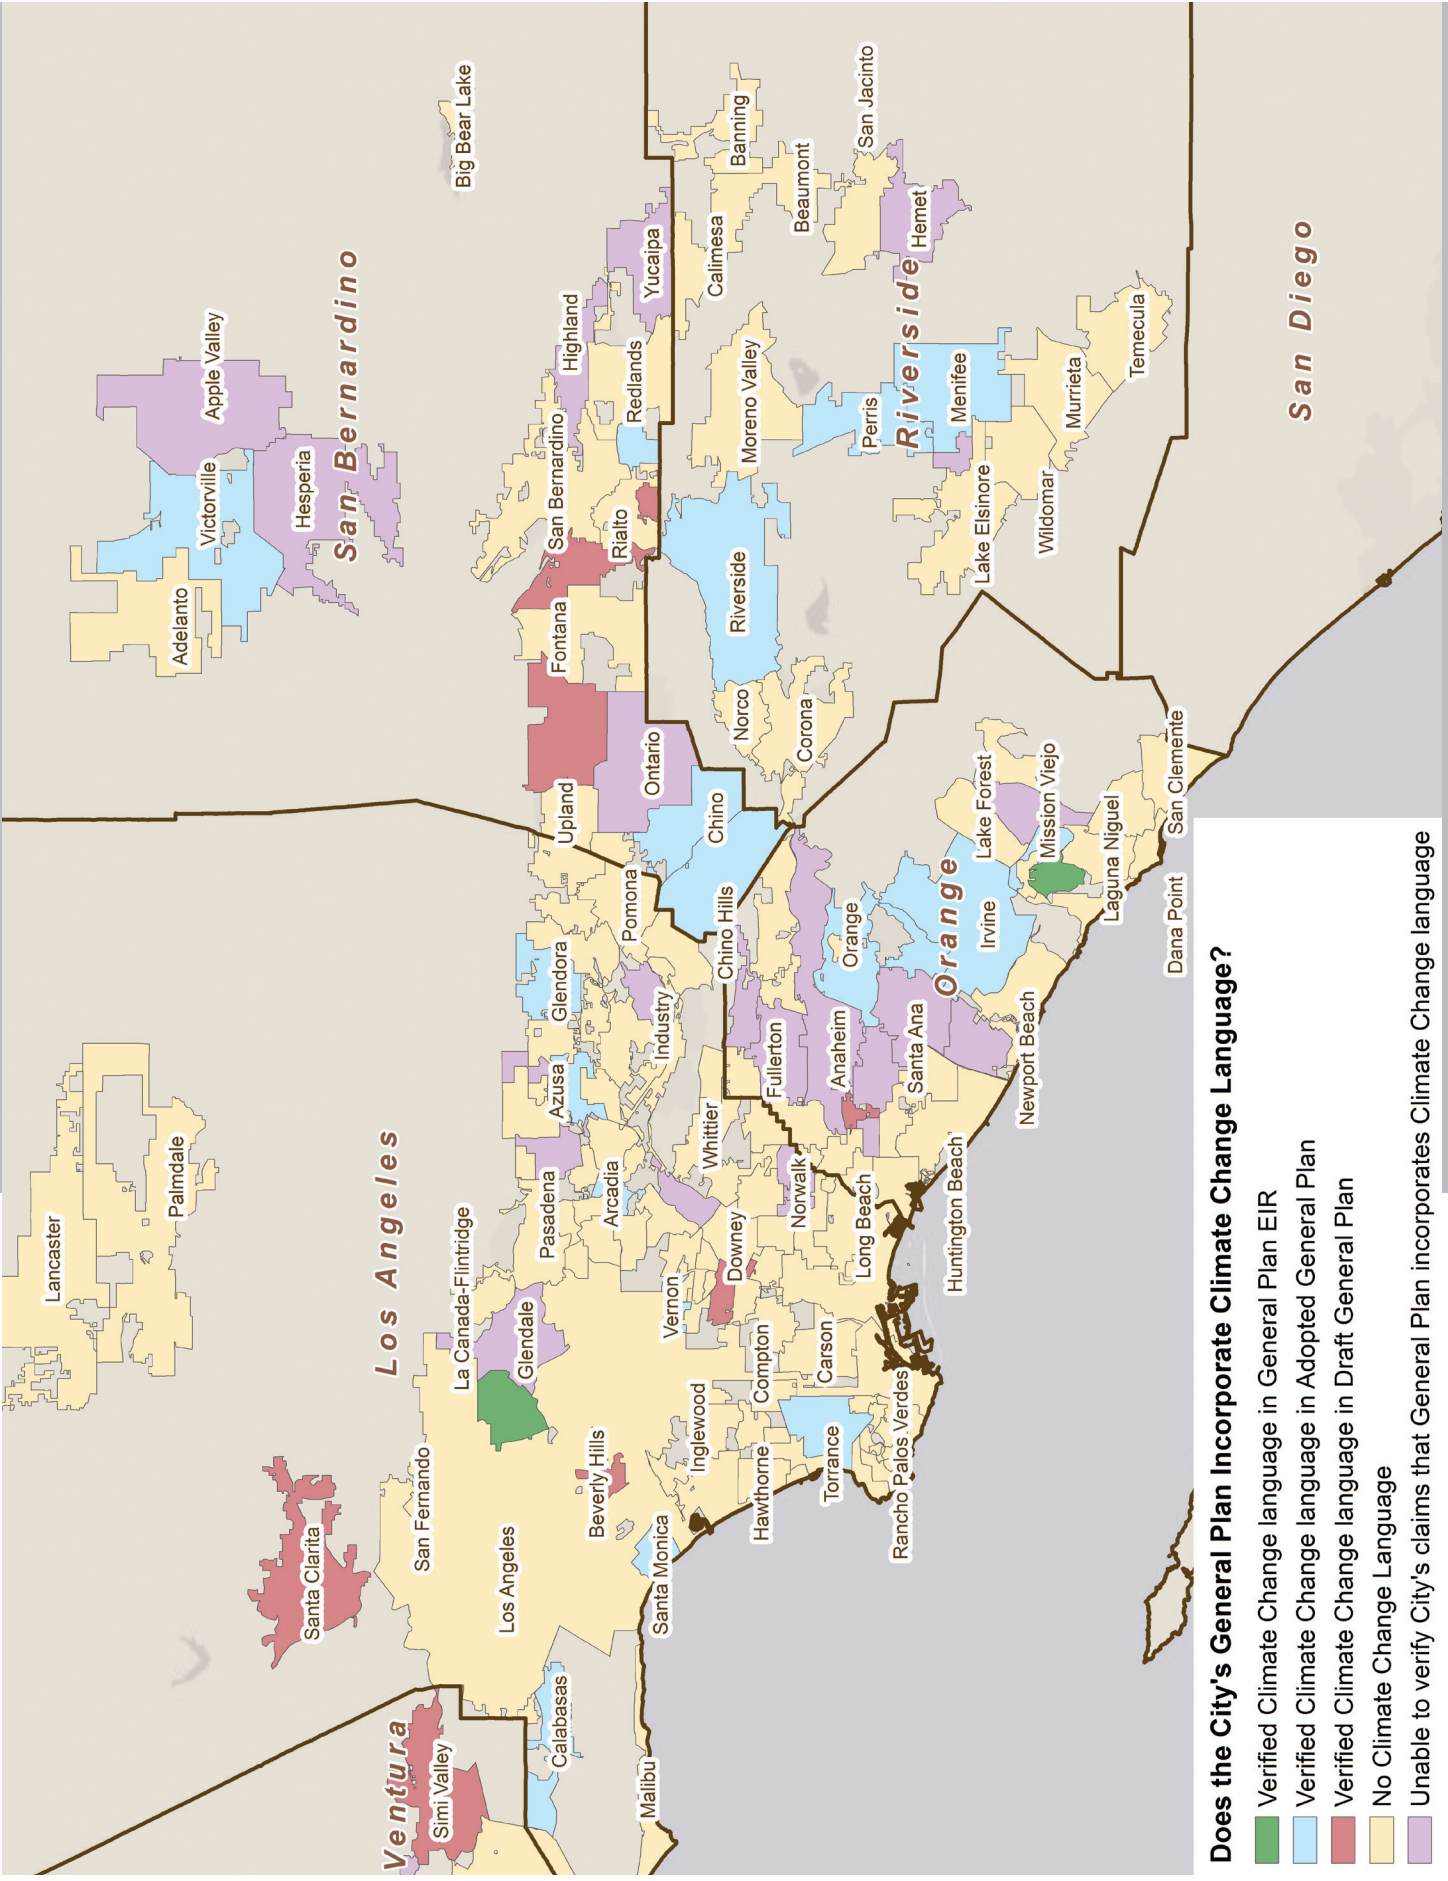 Lancaster
Palmdale
Adelanto
Victorville
Apple Valley
Hesperia
San Bernardino
Big Bear Lake
Los Angeles
Santa Clarita
Ventura
Simi Valley
San Fernando
La Canada-Flintridge
Glendale
Pasadena
Azusa
Glendora
Upland
Fontana
San Bernardino
Highland
Los Angeles
Calabasas
Beverly Hills
Arcadia
Pomona
Rialto
Redlands
Yucaipa
Malibu
Santa Monica
Vernon
Industry
Ontario
Inglewood
Downey
Whittier
Chino Hills
Chino
Norco
Riverside
Moreno Valley
Calimesa
Banning
Hawthorne
Compton
Norwalk
Fullerton
Corona
Beaumont
Torrance
Carson
Long Beach
Anaheim
Orange
Perris
San Jacinto
Rancho Palos Verdes
Santa Ana
Riverside
Hemet
Huntington Beach
Orange
Irvine
Lake Forest
Lake Elsinore
Menifee
Newport Beach
Mission Viejo
Wildomar
Murrieta
Laguna Niguel
Temecula
Dana Point
San Clemente
San Diego
Does the City's General Plan Incorporate Climate Change Language?
Verified Climate Change language in General Plan EIR
Verified Climate Change language in Adopted General Plan
Verified Climate Change language in Draft General Plan
No Climate Change Language
Unable to verify City's claims that General Plan incorporates Climate Change language